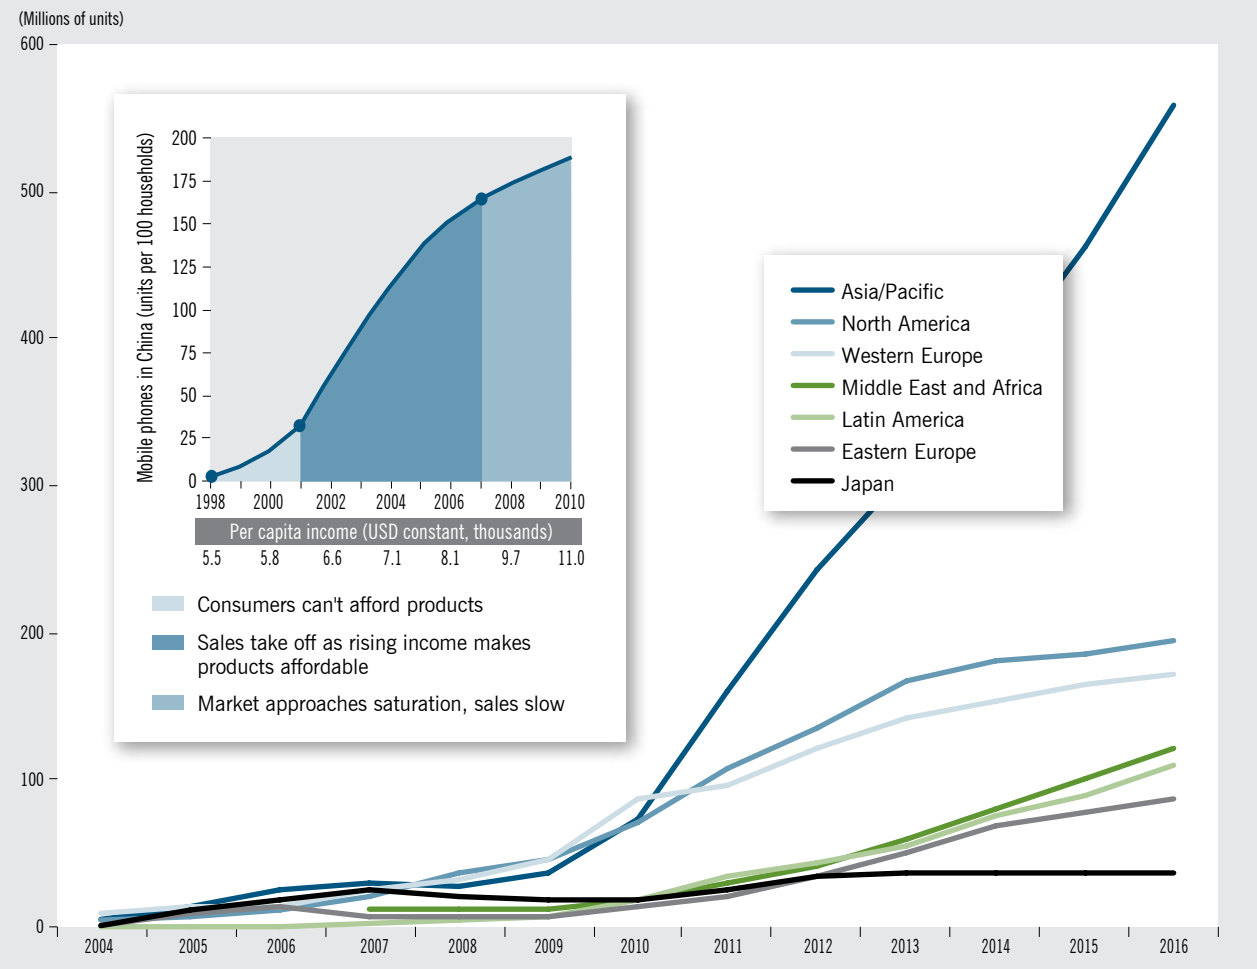 (Millions of units)
600
500
400
300
200
100
0
2004 2005 2006 2007 2008 2009 2010 2011 2012 2013 2014 2015 2016
Mobile phones in China (units per 100 households)
200
175
150
125
100
75
50
25
0
1998 2000 2002 2004 2006 2008 2010
Per capita income (USD constant, thousands)
5.5 5.8 6.6 7.1 8.1 9.7 11.0
Consumers can't afford products
Sales take off as rising income makes
products affordable
Market approaches saturation, sales slow
Asia/Pacific
North America
Western Europe
Middle East and Africa
Latin America
Eastern Europe
Japan